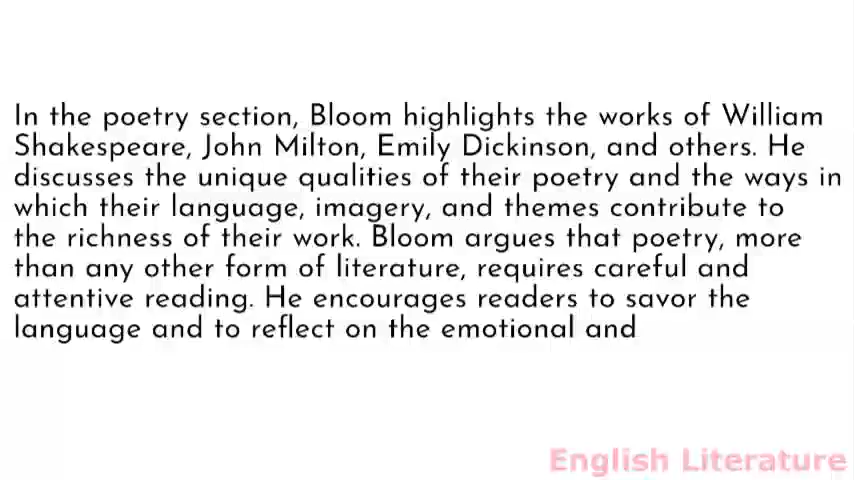 In the poetry section, Bloom highlights the works of William
Shakespeare, John Milton, Emily Dickinson, and others. He
discusses the unique qualities of their poetry and the ways in
which their language, imagery, and themes contribute to
the richness of their work. Bloom argues that poetry, more
than any other form of literature, requires careful and
attentive reading. He encourages readers to savor the
language and to reflect on the emotional and
English Literature